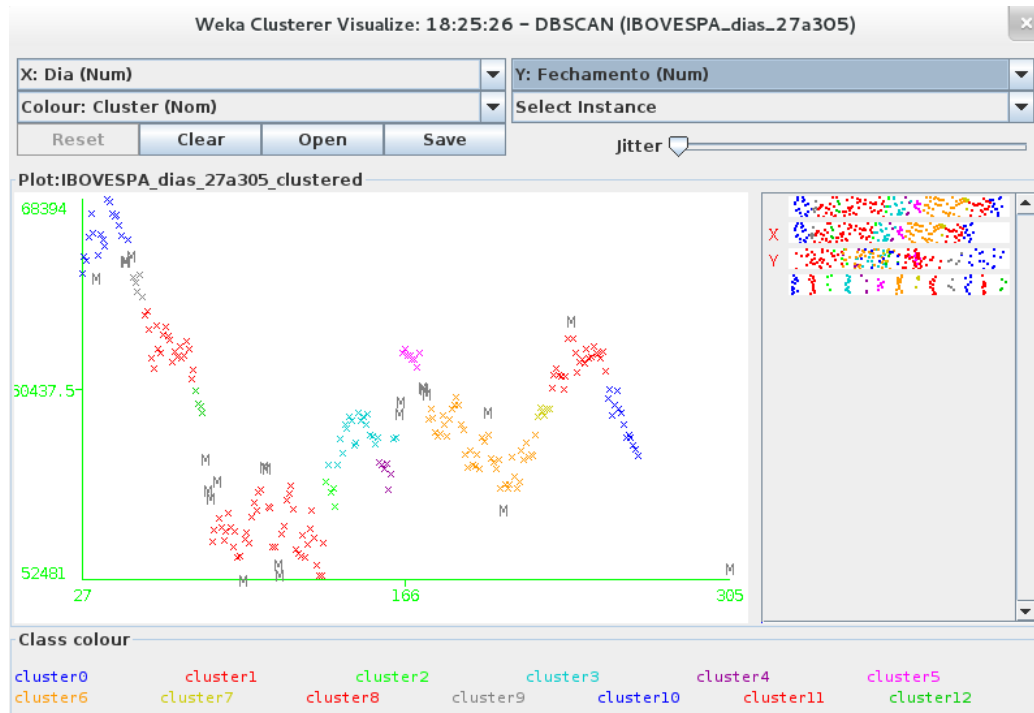 Weka Clusterer Visualize: 18:25:26 – DBSCAN (IBOVESPA_dias_27a305)
X: Dia (Num) Y: Fechamento (Num)
Colour: Cluster (Nom) Select Instance
Reset Clear Open Save Jitter
Plot:IBOVESPA_dias_27a305_clustered
68394
X
Y
60437.5
52481
27 166 305
Class colour
cluster0 cluster1 cluster2 cluster3 cluster4 cluster5
cluster6 cluster7 cluster8 cluster9 cluster10 cluster11 cluster12